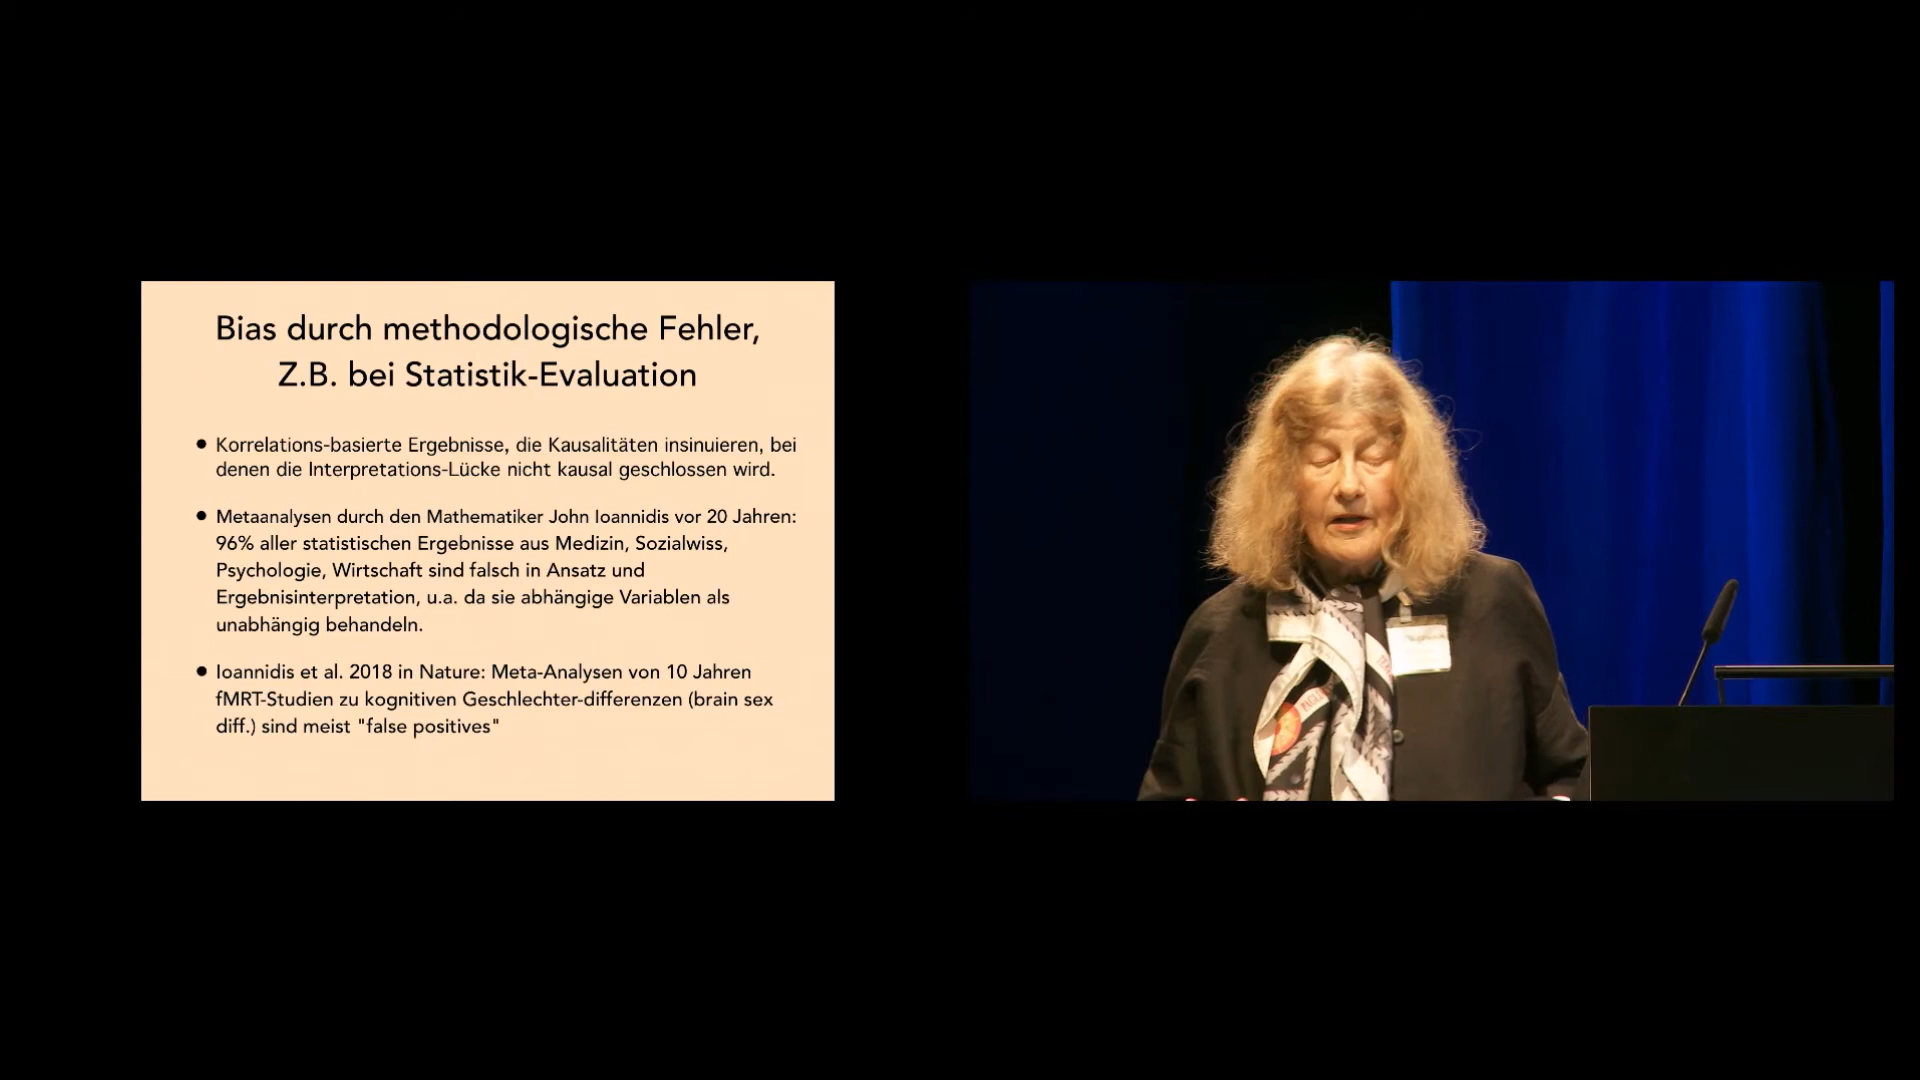 Bias durch methodologische Fehler,
Z.B. bei Statistik-Evaluation
● Korrelations-basierte Ergebnisse, die Kausalitäten insinuieren, bei
denen die Interpretations-Lücke nicht kausal geschlossen wird.
● Metaanalysen durch den Mathematiker John Ioannidis vor 20 Jahren:
96% aller statistischen Ergebnisse aus Medizin, Sozialwiss,
Psychologie, Wirtschaft sind falsch in Ansatz und
Ergebnisinterpretation, u.a. da sie abhängige Variablen als
unabhängig behandeln.
● Ioannidis et al. 2018 in Nature: Meta-Analysen von 10 Jahren
fMRT-Studien zu kognitiven Geschlechter-differenzen (brain sex
diff.) sind meist "false positives"